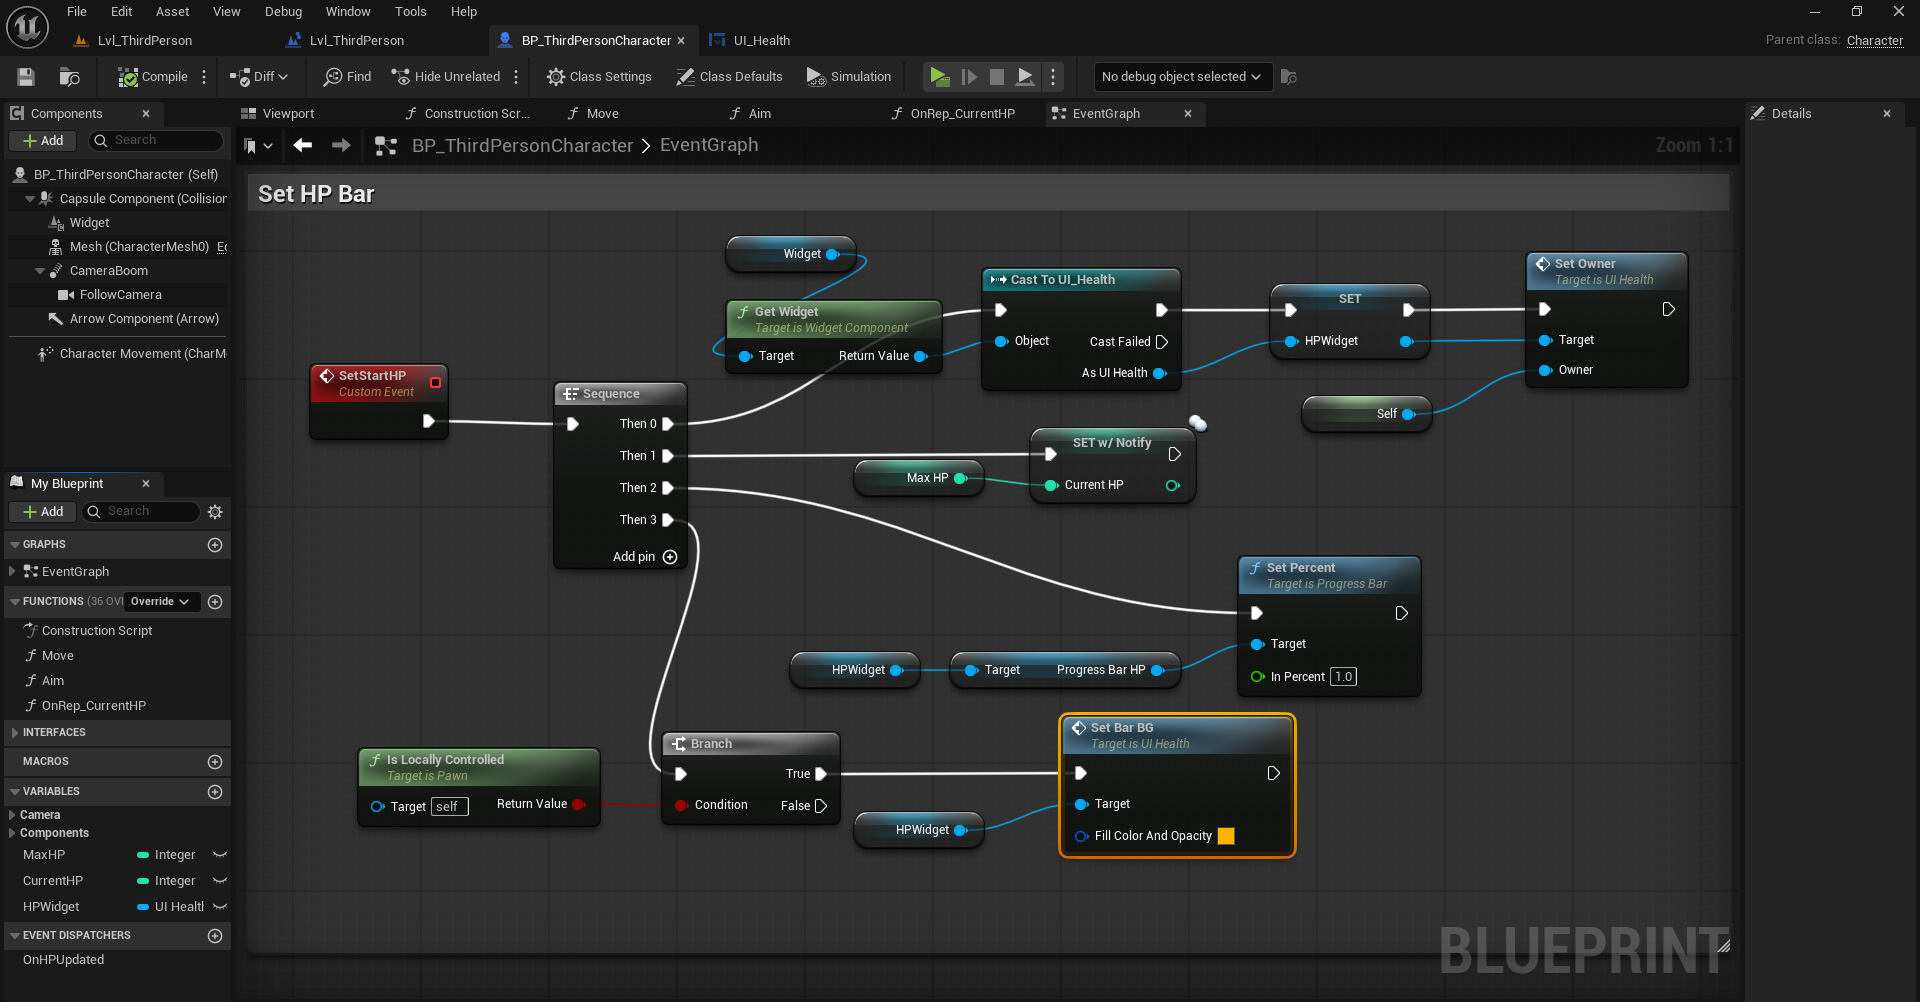 File Edit Asset View Debug Window Tools Help
Lvl_ThirdPerson
Lvl_ThirdPerson
BP_ThirdPersonCharacter
UI_Health
Parent class: Character
Compile
Diff
Find
Hide Unrelated
Class Settings
Class Defaults
Simulation
No debug object selected
Components
Add
Search
BP_ThirdPersonCharacter (Self)
Capsule Component (Collision
Widget
Mesh (CharacterMesh0)
CameraBoom
FollowCamera
Arrow Component (Arrow)
Character Movement (CharM
My Blueprint
Add
Search
GRAPHS
EventGraph
FUNCTIONS (36 OVI
Override
Construction Script
Move
Aim
OnRep_CurrentHP
INTERFACES
MACROS
VARIABLES
Camera
Components
MaxHP Integer
CurrentHP Integer
HPWidget UI Healt
EVENT DISPATCHERS
OnHPUpdated
Viewport
Construction Scr...
Move
Aim
OnRep_CurrentHP
EventGraph
BP_ThirdPersonCharacter > EventGraph
Zoom 1:1
Set HP Bar
Widget
Get Widget
Target is Widget Component
Target Return Value
Cast To UI_Health
Object
Cast Failed
As UI Health
SET
HPWidget
Set Owner
Target is UI Health
Target
Owner
Self
SetStartHP
Custom Event
Sequence
Then 0
Then 1
Then 2
Then 3
Add pin
Max HP
SET w/ Notify
Current HP
Set Percent
Target is Progress Bar
Target
In Percent 1.0
HPWidget
Target Progress Bar HP
Is Locally Controlled
Target is Pawn
Target self Return Value
Branch
True
Condition False
HPWidget
Set Bar BG
Target is UI Health
Target
Fill Color And Opacity
BLUEPRINT
Details